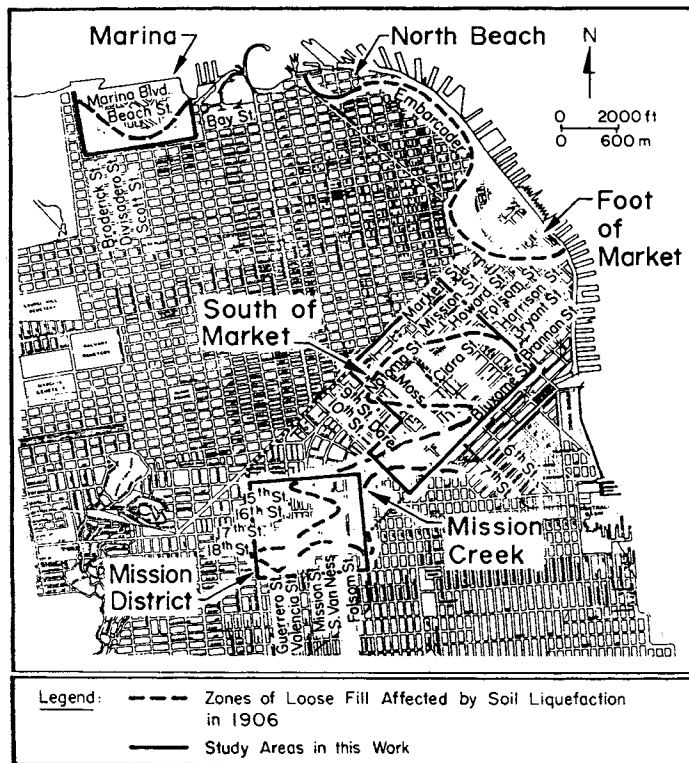 Marina
North Beach
N
Marina Blvd.
Beach St.
Bay St.
Embarcadero
0 2000 ft
0 600 m
Broderick St.
Divisadero St.
Scott St.
Foot
of
Market
South of
Market
Market St.
Mission St.
Howard St.
Folsom St.
Harrison St.
Bryant St.
Brannan St.
Clara St.
Moss
Bluxome St.
9th St.
10th St.
6th St.
7th St.
15th St.
16th St.
17th St.
18th St.
Mission
Creek
Mission
District
Guerrero St.
Valencia St.
Mission St.
S. Van Ness
Folsom St.
Legend:
Zones of Loose Fill Affected by Soil Liquefaction
in 1906
Study Areas in this Work